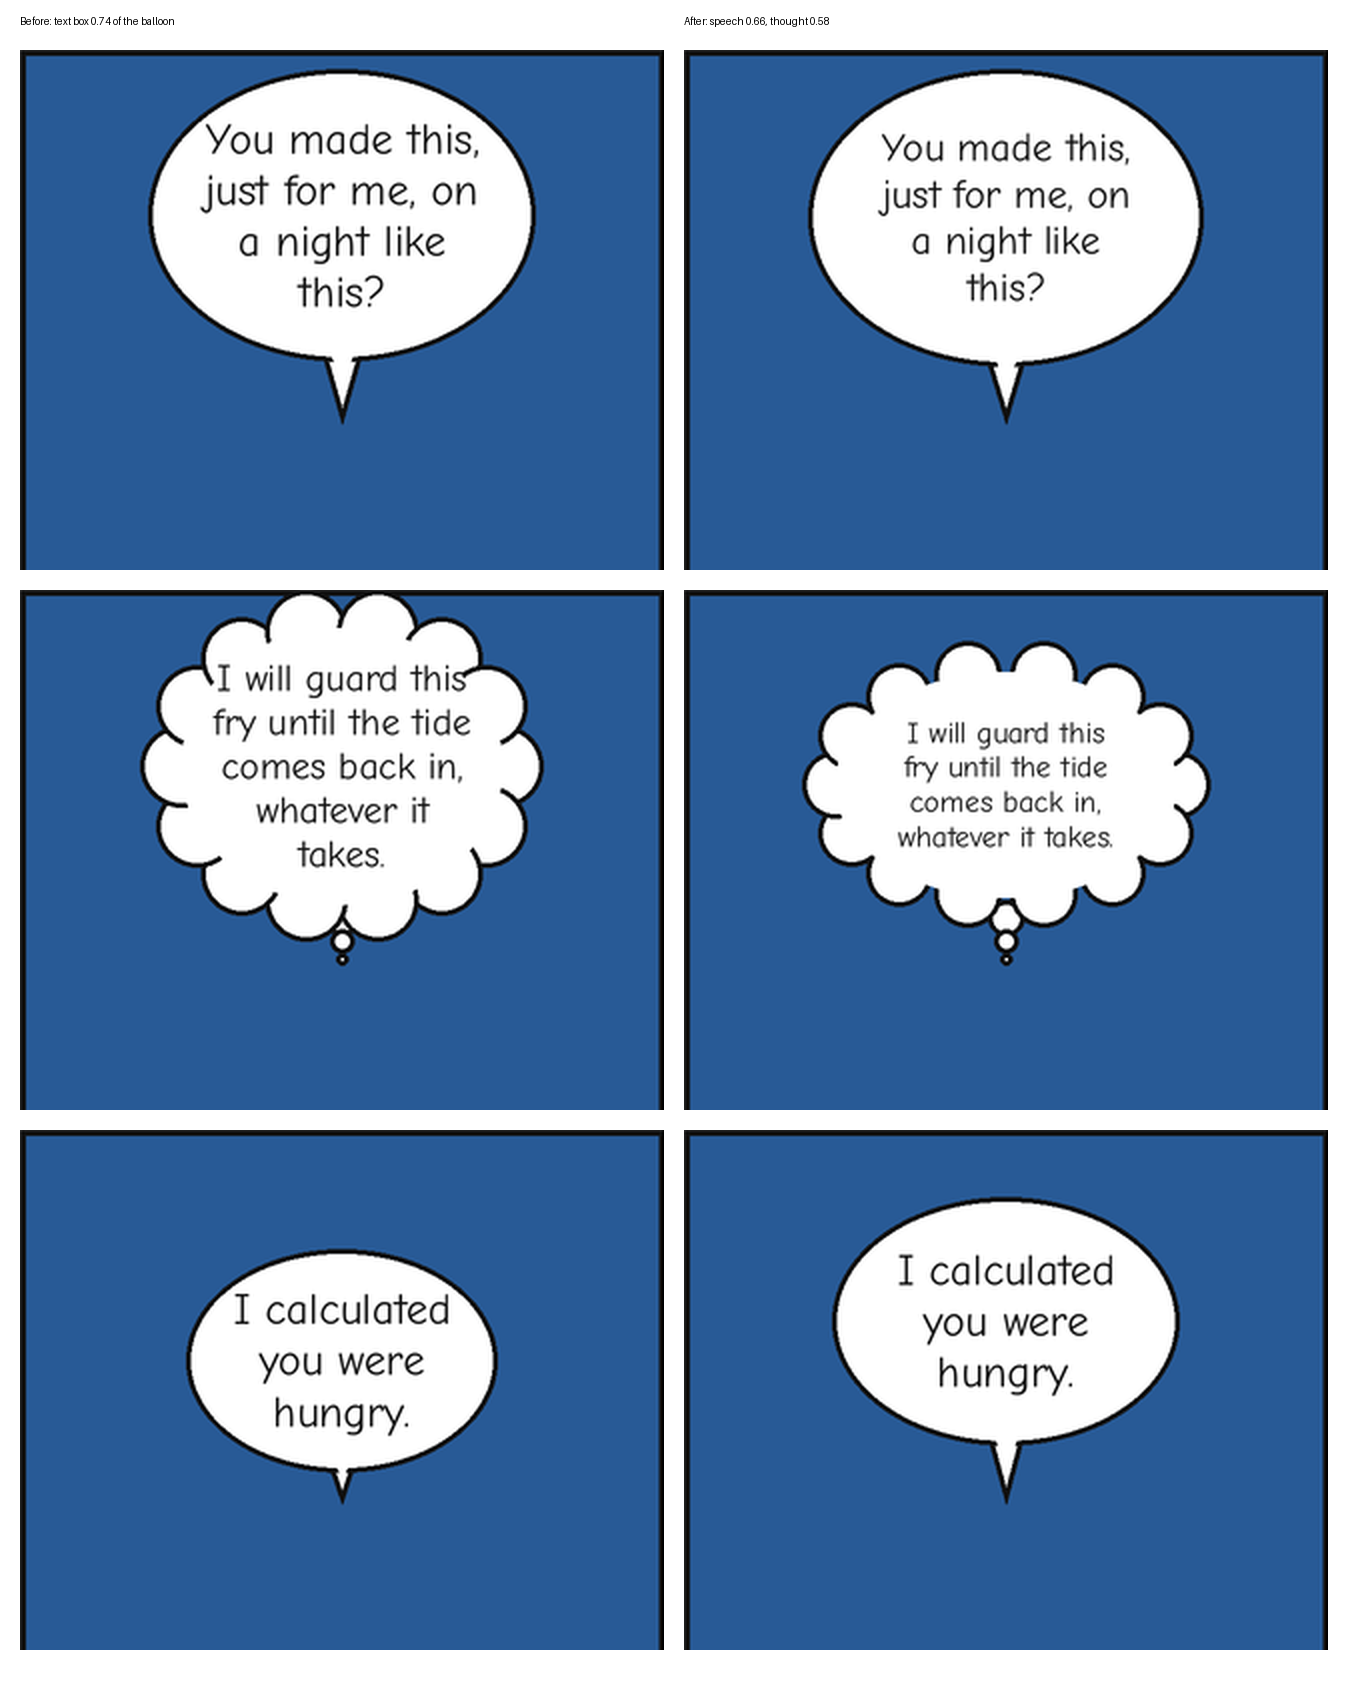 Before: text box 0.74 of the balloon
After: speech 0.66, thought 0.58
You made this,
just for me, on
a night like
this?
You made this,
just for me, on
a night like
this?
I will guard this
fry until the tide
comes back in,
whatever it
takes.
I will guard this
fry until the tide
comes back in,
whatever it takes.
I calculated
you were
hungry.
I calculated
you were
hungry.